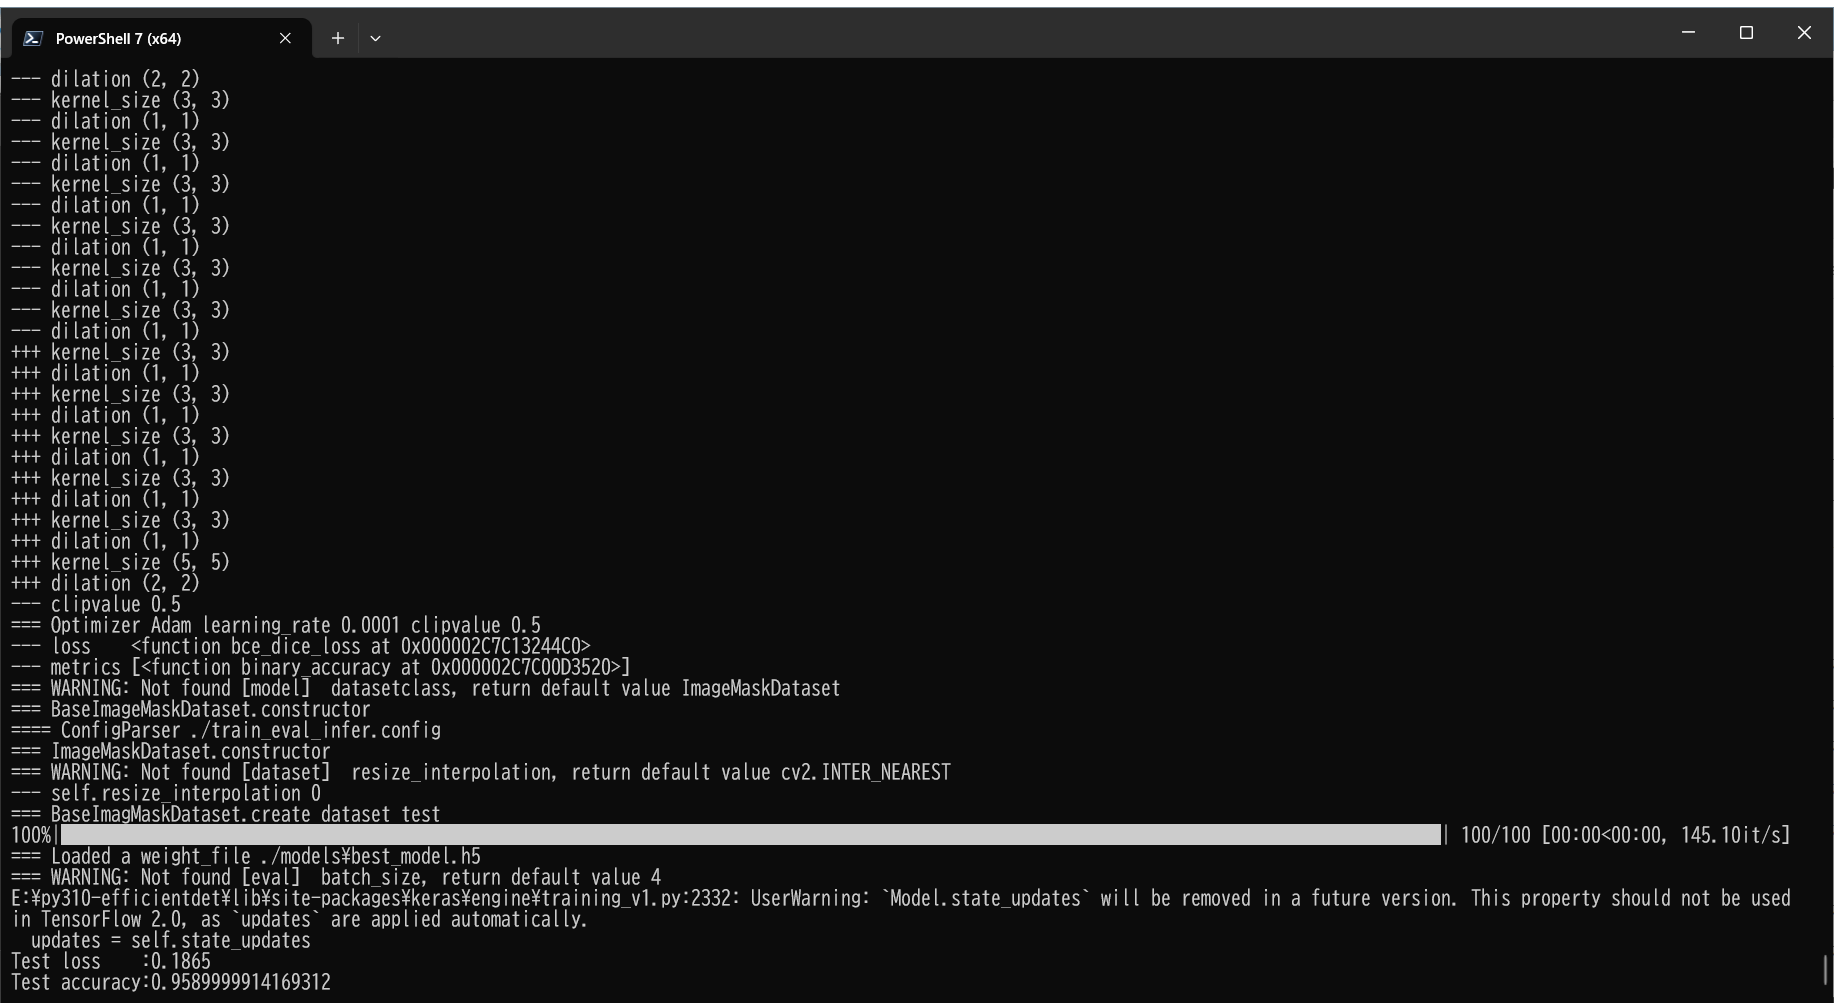 PowerShell 7 (x64)
--- dilation (2, 2)
--- kernel_size (3, 3)
--- dilation (1, 1)
--- kernel_size (3, 3)
--- dilation (1, 1)
--- kernel_size (3, 3)
--- dilation (1, 1)
--- kernel_size (3, 3)
--- dilation (1, 1)
--- kernel_size (3, 3)
--- dilation (1, 1)
--- kernel_size (3, 3)
--- dilation (1, 1)
+++ kernel_size (3, 3)
+++ dilation (1, 1)
+++ kernel_size (3, 3)
+++ dilation (1, 1)
+++ kernel_size (3, 3)
+++ dilation (1, 1)
+++ kernel_size (3, 3)
+++ dilation (1, 1)
+++ kernel_size (3, 3)
+++ dilation (1, 1)
+++ kernel_size (5, 5)
+++ dilation (2, 2)
--- clipvalue 0.5
=== Optimizer Adam learning_rate 0.0001 clipvalue 0.5
--- loss    <function bce_dice_loss at 0x000002C7C13244C0>
--- metrics [<function binary_accuracy at 0x000002C7C00D3520>]
=== WARNING: Not found [model]  datasetclass, return default value ImageMaskDataset
=== BaseImageMaskDataset.constructor
==== ConfigParser ./train_eval_infer.config
=== ImageMaskDataset.constructor
=== WARNING: Not found [dataset]  resize_interpolation, return default value cv2.INTER_NEAREST
--- self.resize_interpolation 0
=== BaseImagMaskDataset.create dataset test
100%| | 100/100 [00:00<00:00, 145.10it/s]
=== Loaded a weight_file ./models¥best_model.h5
=== WARNING: Not found [eval]  batch_size, return default value 4
E:¥py310-efficientdet¥lib¥site-packages¥keras¥engine¥training_v1.py:2332: UserWarning: `Model.state_updates` will be removed in a future version. This property should not be used
in TensorFlow 2.0, as `updates` are applied automatically.
  updates = self.state_updates
Test loss    :0.1865
Test accuracy:0.9589999914169312